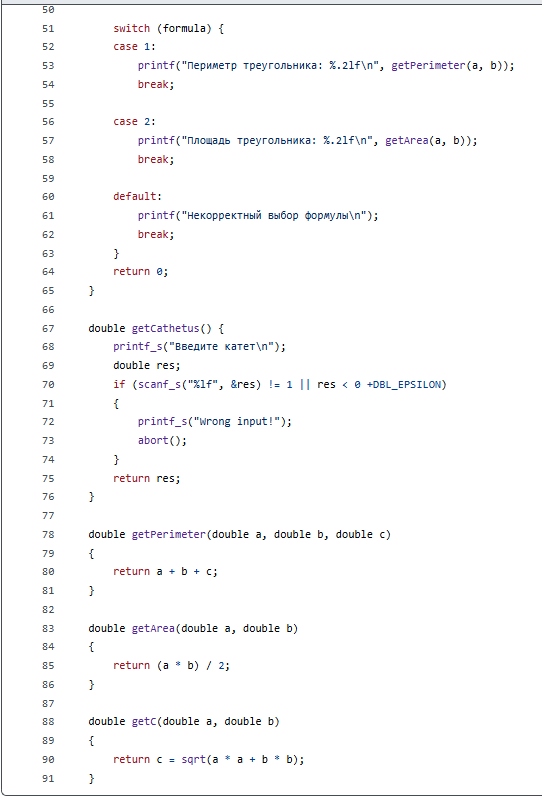 50
51 switch (formula) {
52 case 1:
53 printf("Периметр треугольника: %.2lf\n", getPerimeter(a, b));
54 break;
55
56 case 2:
57 printf("Площадь треугольника: %.2lf\n", getArea(a, b));
58 break;
59
60 default:
61 printf("Некорректный выбор формулы\n");
62 break;
63 }
64 return 0;
65 }
66
67 double getCathetus() {
68 printf_s("Введите катет\n");
69 double res;
70 if (scanf_s("%lf", &res) != 1 || res < 0 +DBL_EPSILON)
71 {
72 printf_s("Wrong input!");
73 abort();
74 }
75 return res;
76 }
77
78 double getPerimeter(double a, double b, double c)
79 {
80 return a + b + c;
81 }
82
83 double getArea(double a, double b)
84 {
85 return (a * b) / 2;
86 }
87
88 double getC(double a, double b)
89 {
90 return c = sqrt(a * a + b * b);
91 }